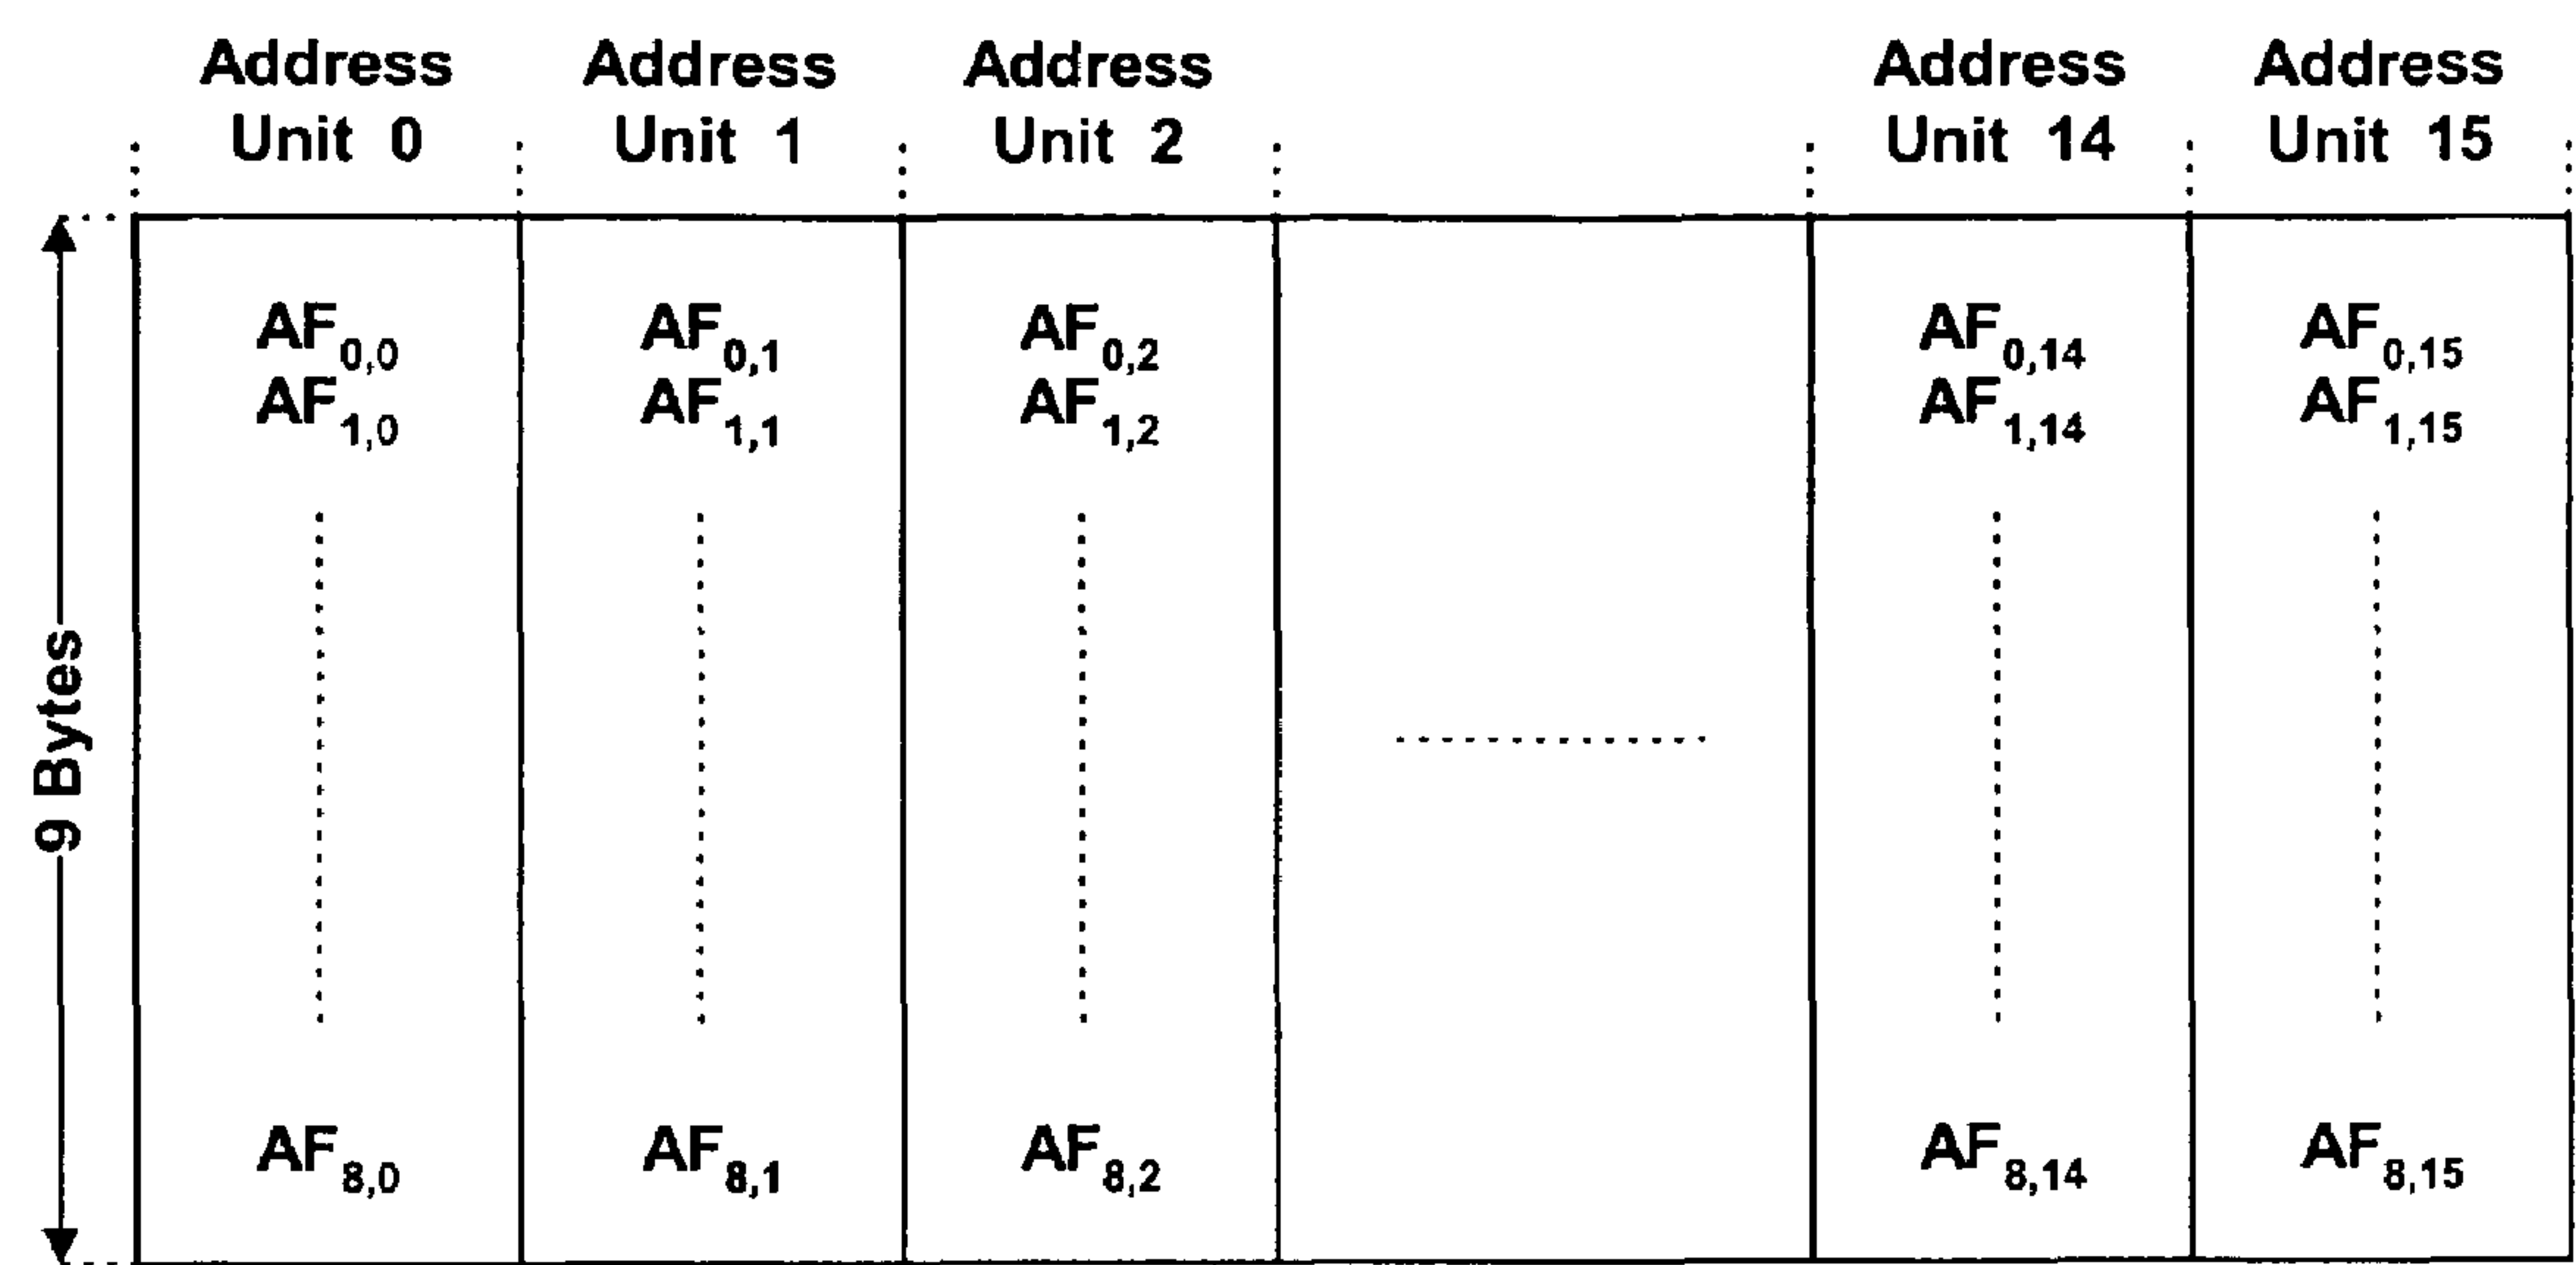 Address Address Address Address Address
Unit 0 Unit 1 Unit 2 Unit 14 Unit 15
AF0,0 AF0,1 AF0,2 AF0,14 AF0,15
AF1,0 AF1,1 AF1,2 AF1,14 AF1,15
9 Bytes
AF8,0 AF8,1 AF8,2 AF8,14 AF8,15